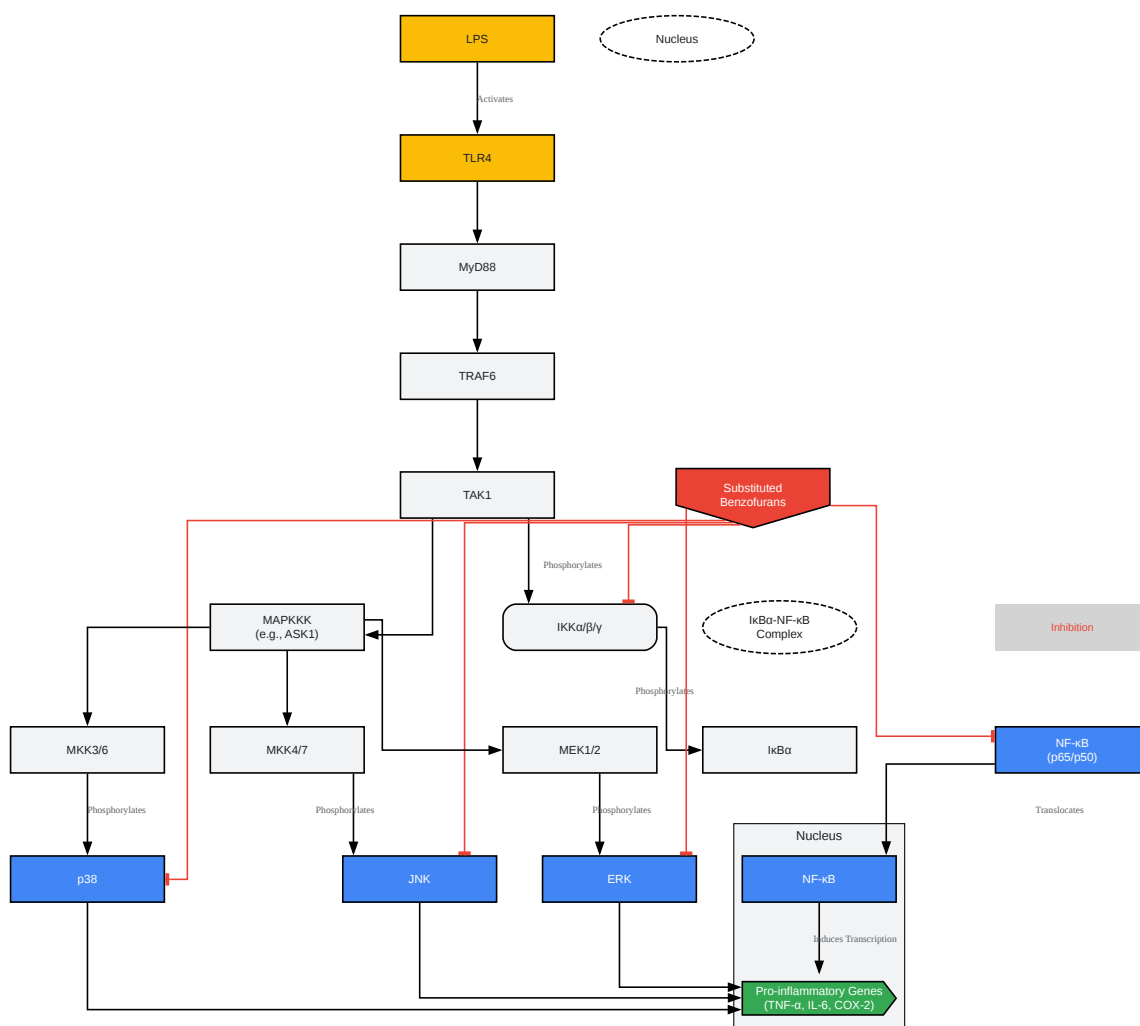 LPS
Nucleus
Activates
TLR4
MyD88
TRAF6
TAK1
Substituted
Benzofurans
Phosphorylates
MAPKKK
(e.g., ASK1)
IKKα/β/γ
IκBα-NF-κB
Complex
Inhibition
Phosphorylates
MKK3/6
MKK4/7
MEK1/2
IκBα
NF-κB
(p65/p50)
Phosphorylates
Phosphorylates
Phosphorylates
Translocates
Nucleus
p38
JNK
ERK
NF-κB
Induces Transcription
Pro-inflammatory Genes
(TNF-α, IL-6, COX-2)